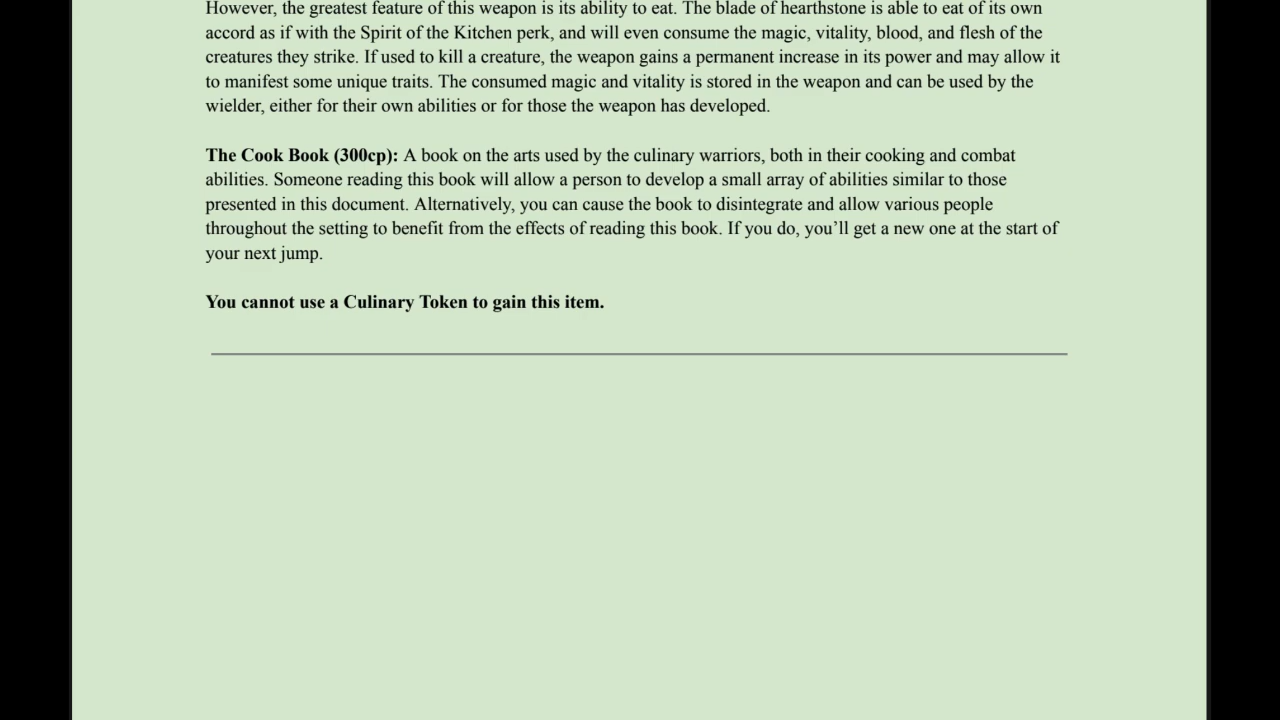 However, the greatest feature of this weapon is its ability to eat. The blade of hearthstone is able to eat of its own
accord as if with the Spirit of the Kitchen perk, and will even consume the magic, vitality, blood, and flesh of the
creatures they strike. If used to kill a creature, the weapon gains a permanent increase in its power and may allow it
to manifest some unique traits. The consumed magic and vitality is stored in the weapon and can be used by the
wielder, either for their own abilities or for those the weapon has developed.
The Cook Book (300cp): A book on the arts used by the culinary warriors, both in their cooking and combat
abilities. Someone reading this book will allow a person to develop a small array of abilities similar to those
presented in this document. Alternatively, you can cause the book to disintegrate and allow various people
throughout the setting to benefit from the effects of reading this book. If you do, you’ll get a new one at the start of
your next jump.
You cannot use a Culinary Token to gain this item.